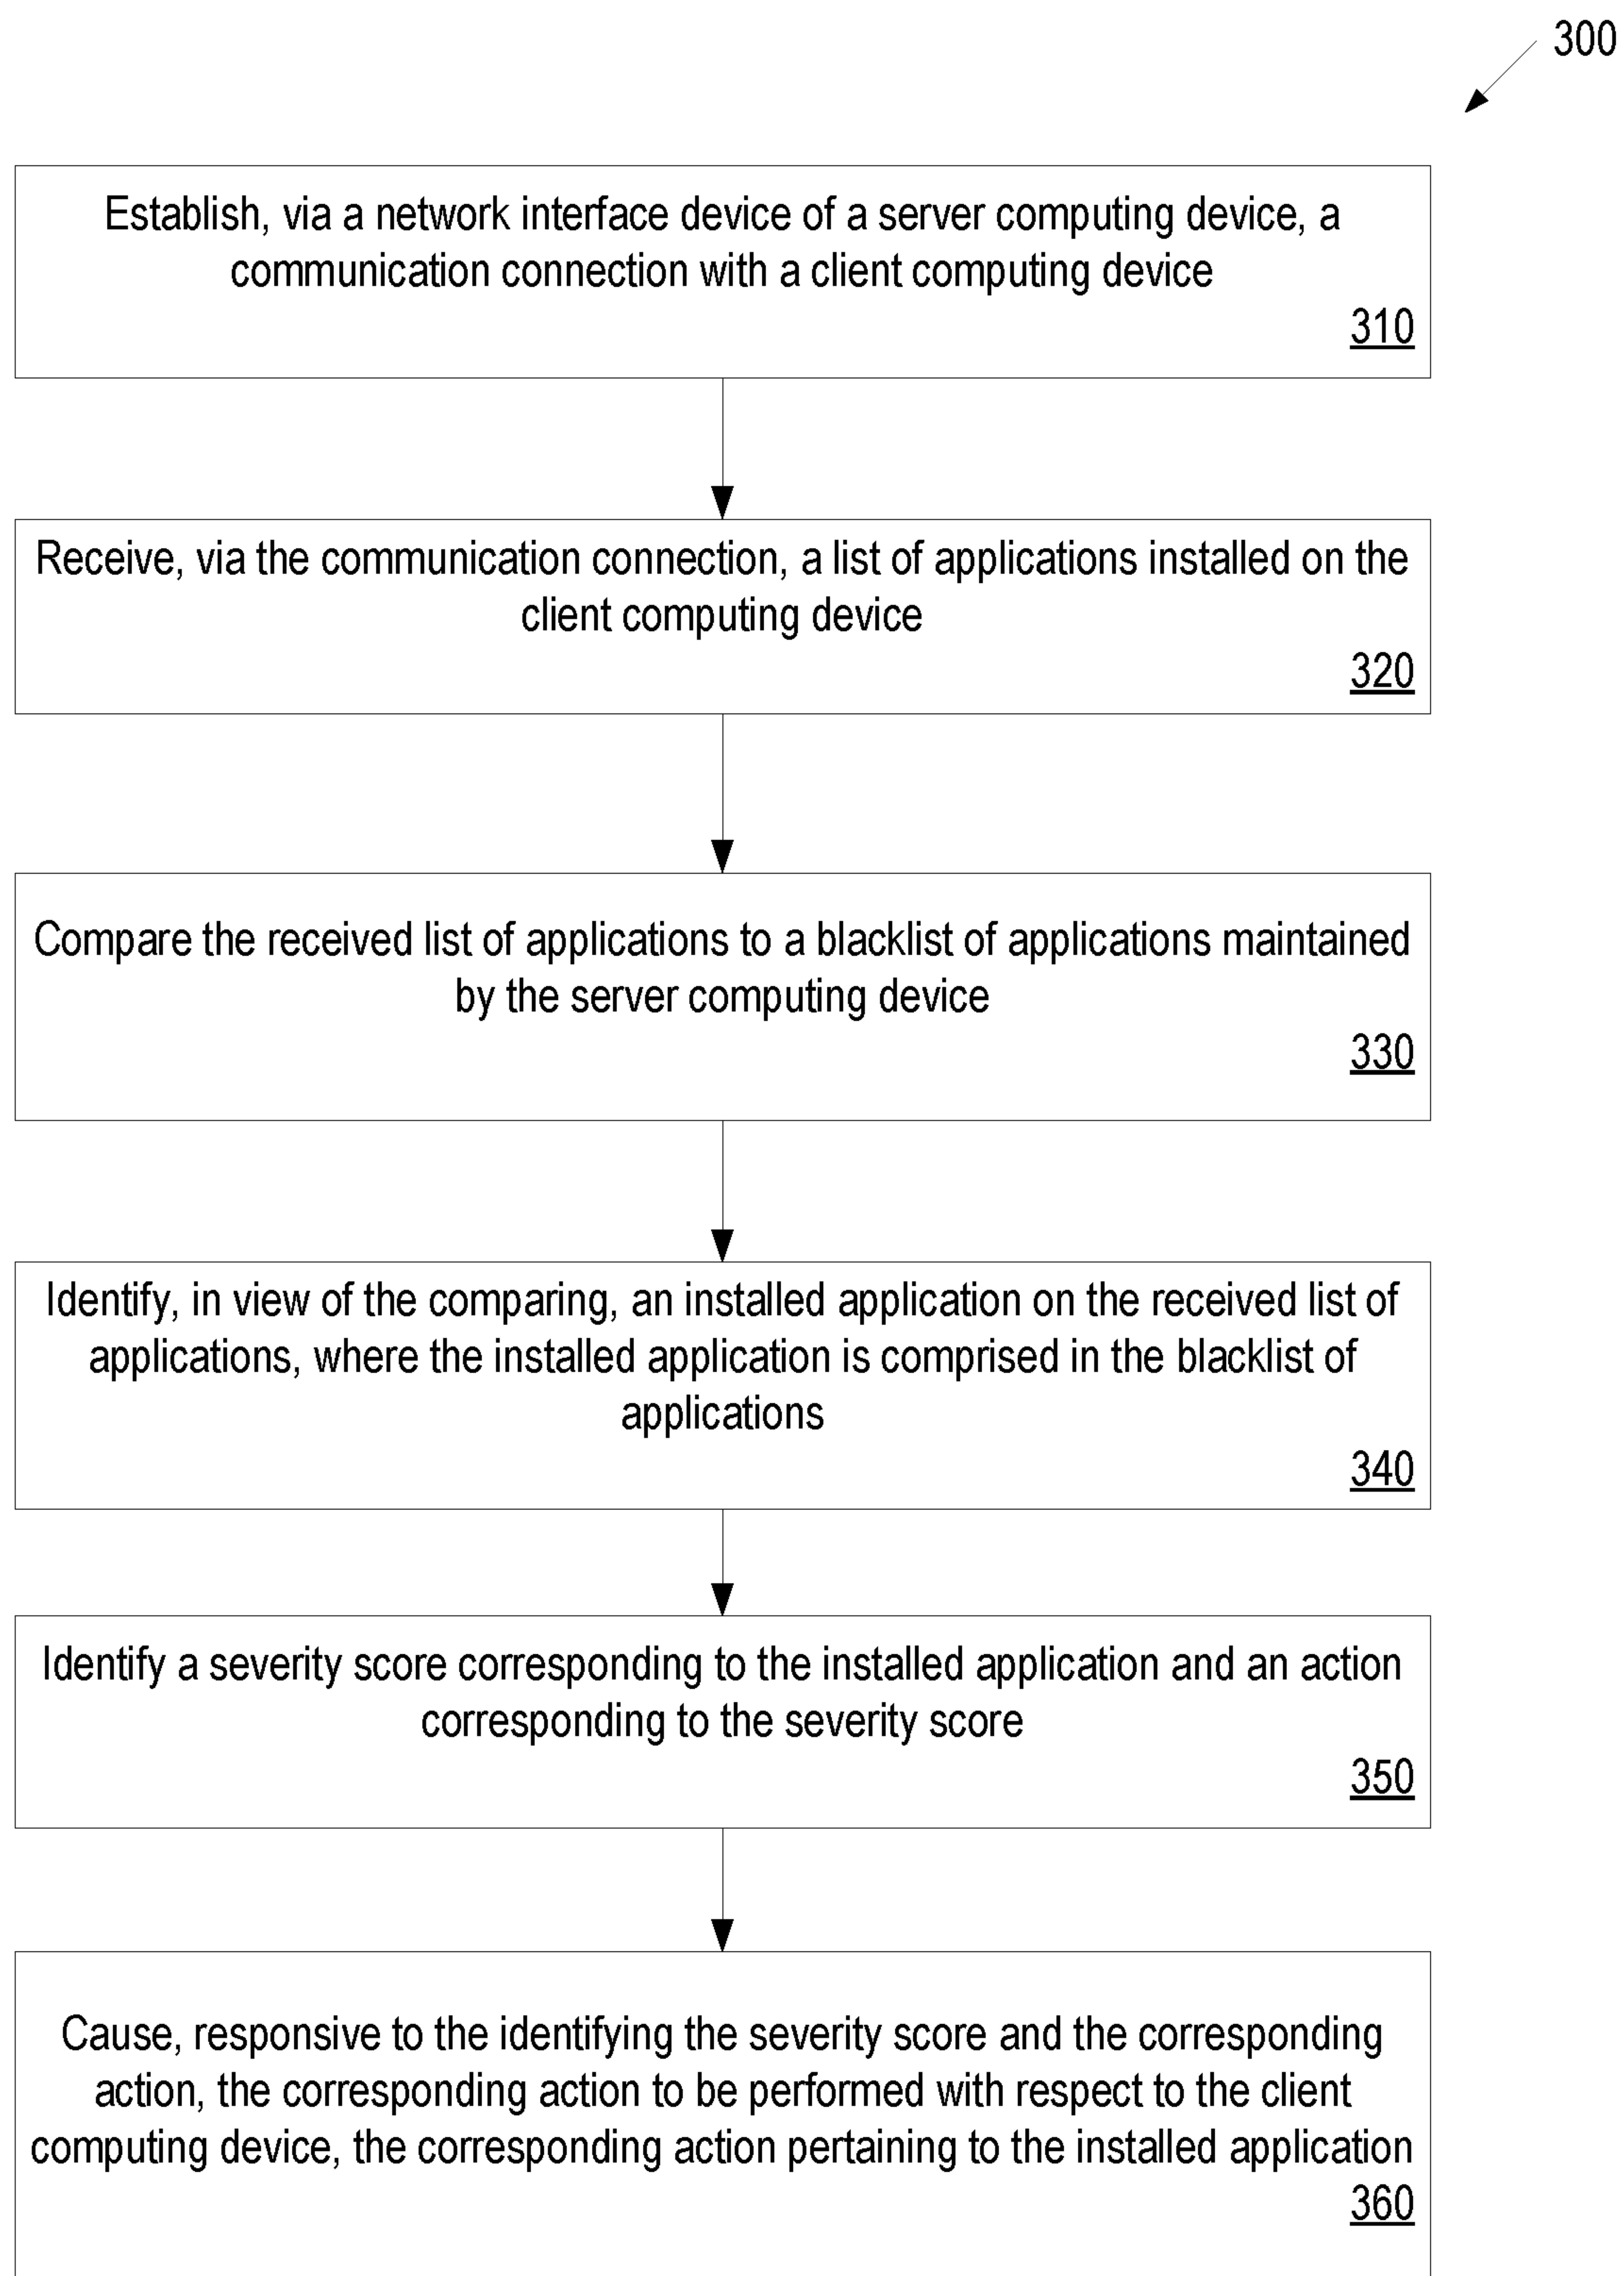 300
Establish, via a network interface device of a server computing device, a
communication connection with a client computing device
310
Receive, via the communication connection, a list of applications installed on the
client computing device
320
Compare the received list of applications to a blacklist of applications maintained
by the server computing device
330
Identify, in view of the comparing, an installed application on the received list of
applications, where the installed application is comprised in the blacklist of
applications
340
Identify a severity score corresponding to the installed application and an action
corresponding to the severity score
350
Cause, responsive to the identifying the severity score and the corresponding
action, the corresponding action to be performed with respect to the client
computing device, the corresponding action pertaining to the installed application
360